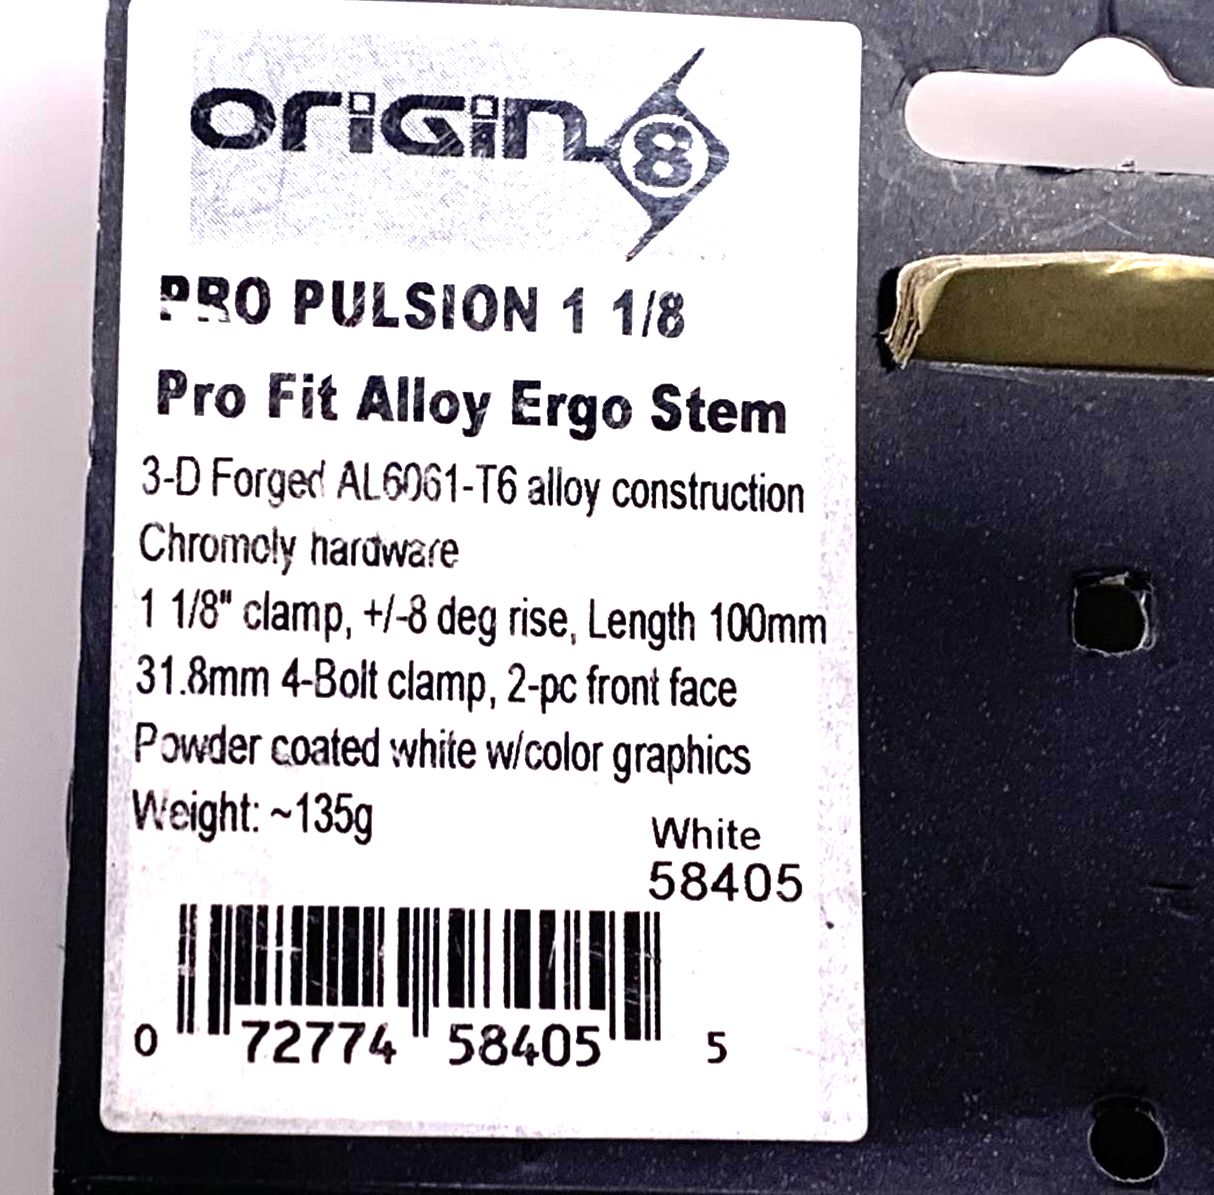 ORiGiN 8
PRO PULSION 1 1/8
Pro Fit Alloy Ergo Stem
3-D Forged AL6061-T6 alloy construction
Chromoly hardware
1 1/8" clamp, +/-8 deg rise, Length 100mm
31.8mm 4-Bolt clamp, 2-pc front face
Powder coated white w/color graphics
Weight: ~135g
White
58405
0 72774 58405 5